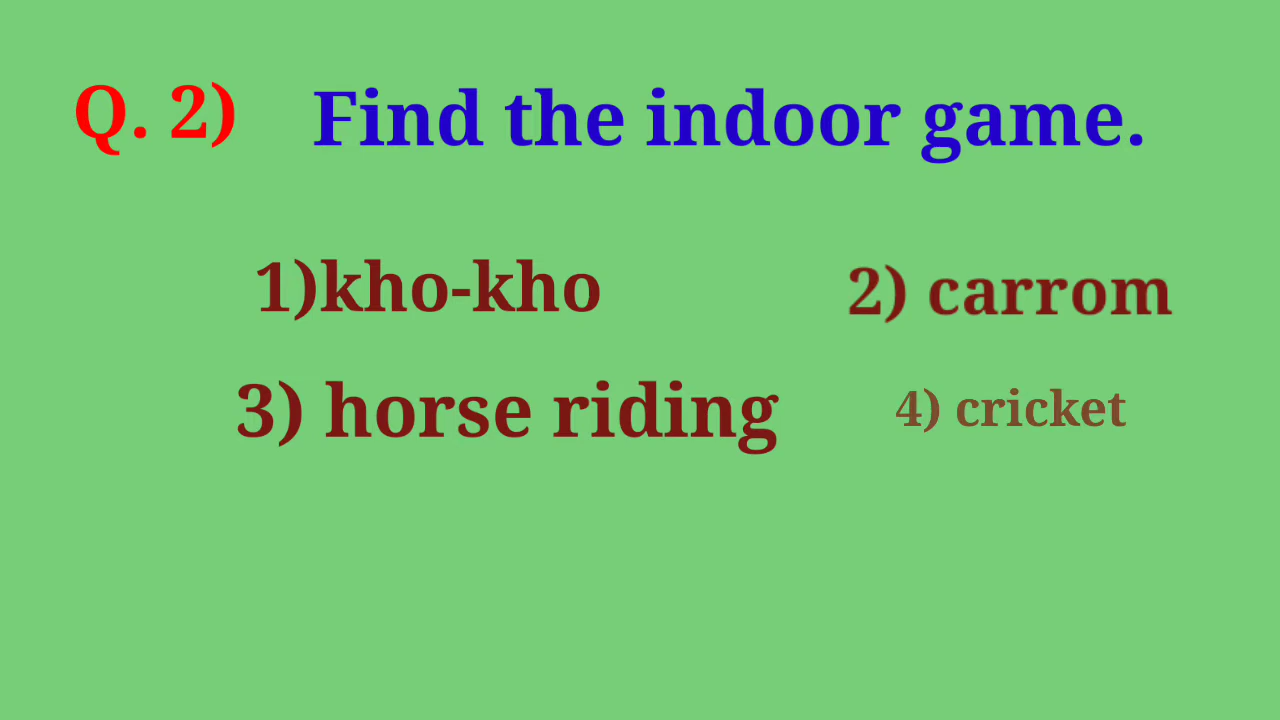 Q. 2) Find the indoor game.
1)kho-kho 2) carrom
3) horse riding 4) cricket